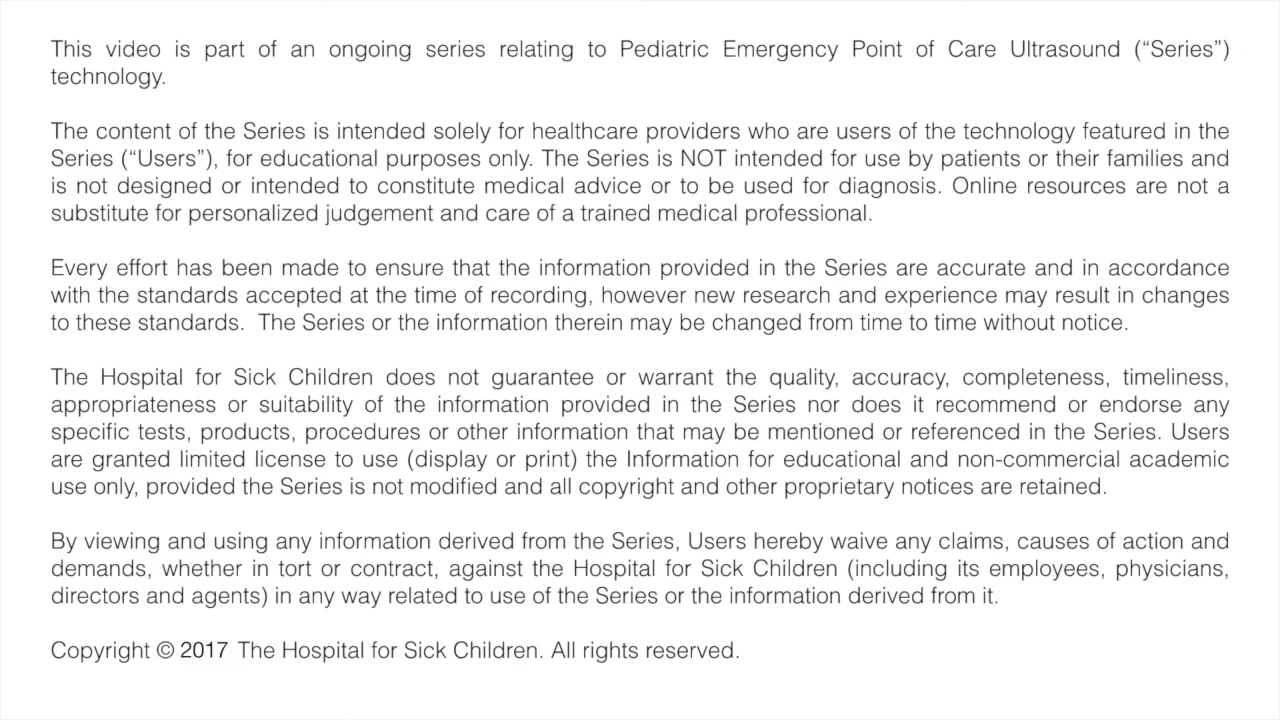 This video is part of an ongoing series relating to Pediatric Emergency Point of Care Ultrasound (“Series”)
technology.
The content of the Series is intended solely for healthcare providers who are users of the technology featured in the
Series (“Users”), for educational purposes only. The Series is NOT intended for use by patients or their families and
is not designed or intended to constitute medical advice or to be used for diagnosis. Online resources are not a
substitute for personalized judgement and care of a trained medical professional.
Every effort has been made to ensure that the information provided in the Series are accurate and in accordance
with the standards accepted at the time of recording, however new research and experience may result in changes
to these standards.  The Series or the information therein may be changed from time to time without notice.
The Hospital for Sick Children does not guarantee or warrant the quality, accuracy, completeness, timeliness,
appropriateness or suitability of the information provided in the Series nor does it recommend or endorse any
specific tests, products, procedures or other information that may be mentioned or referenced in the Series. Users
are granted limited license to use (display or print) the Information for educational and non-commercial academic
use only, provided the Series is not modified and all copyright and other proprietary notices are retained.
By viewing and using any information derived from the Series, Users hereby waive any claims, causes of action and
demands, whether in tort or contract, against the Hospital for Sick Children (including its employees, physicians,
directors and agents) in any way related to use of the Series or the information derived from it.
Copyright © 2017 The Hospital for Sick Children. All rights reserved.